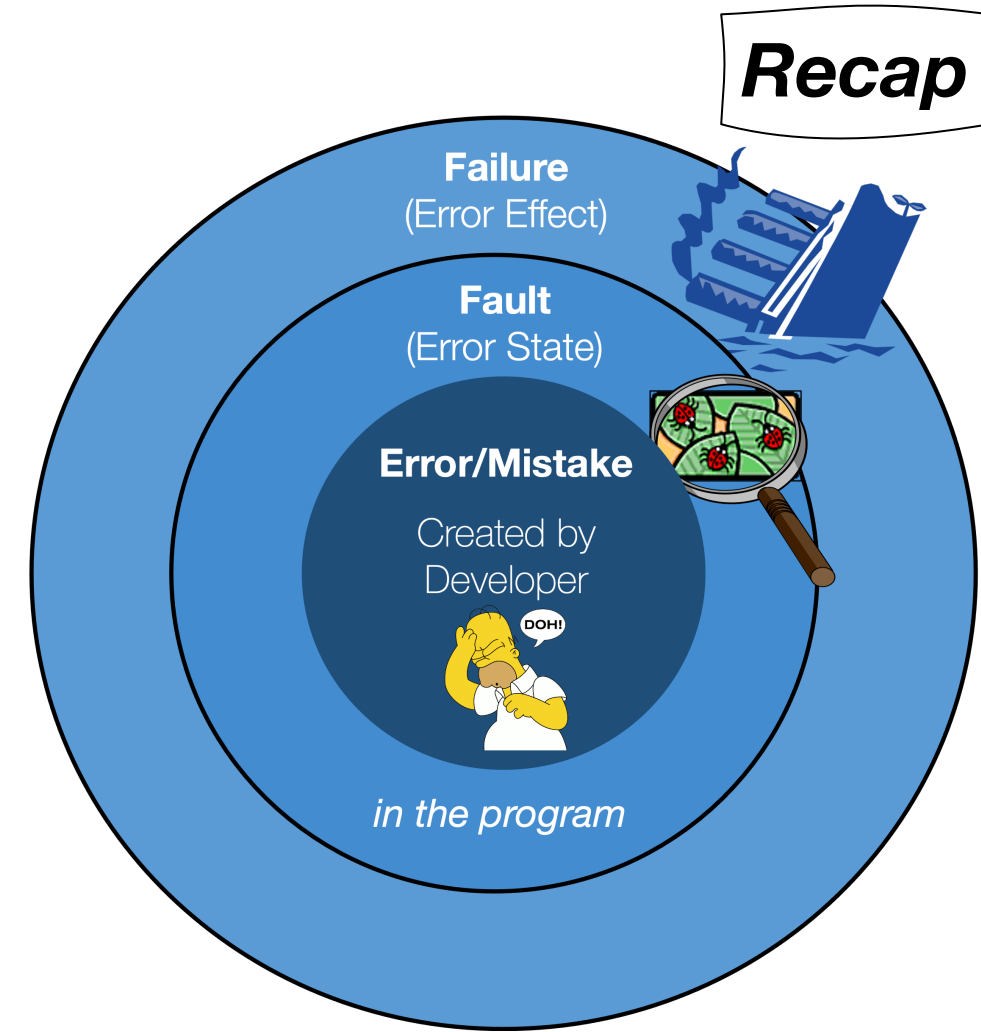 Recap
Failure
(Error Effect)
Fault
(Error State)
Error/Mistake
Created by
Developer
DOH!
in the program